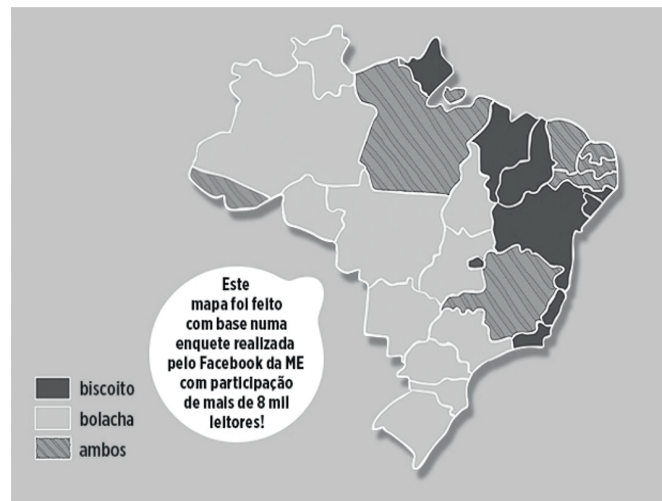 Este
mapa foi feito
com base numa
enquete realizada
pelo Facebook da ME
com participação
de mais de 8 mil
leitores!
biscoito
bolacha
ambos